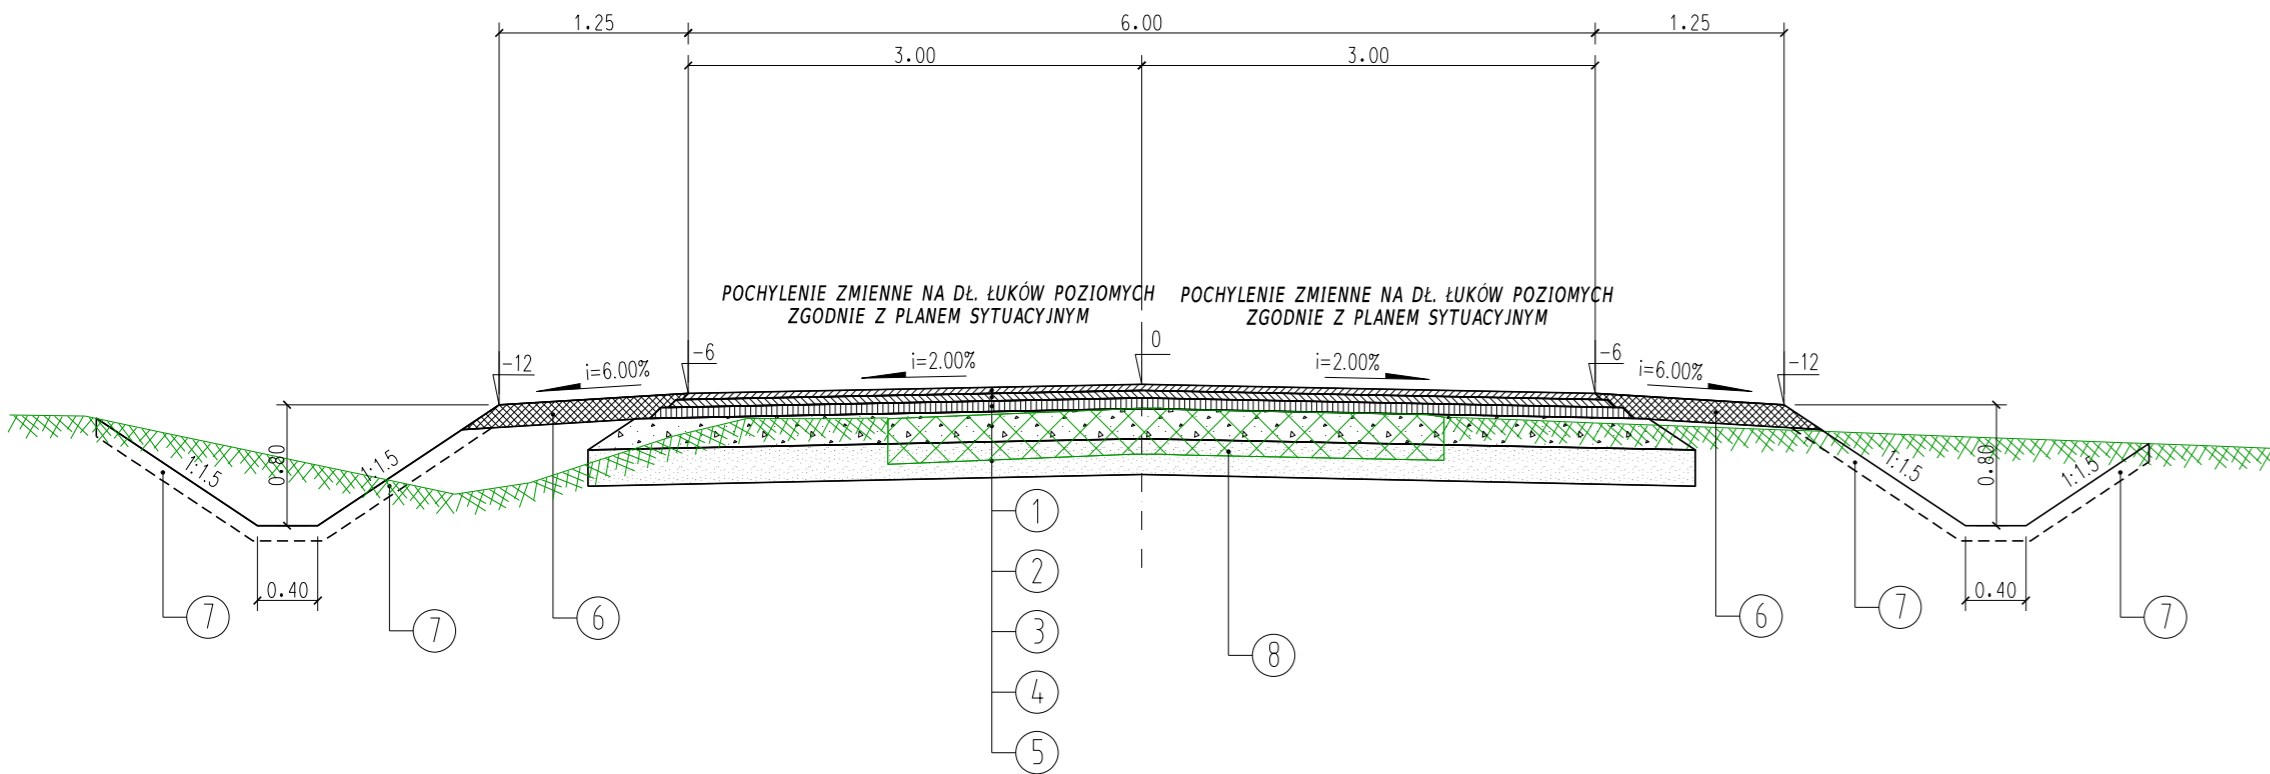 1.25 6.00 1.25
3.00 3.00
POCHYLENIE ZMIENNE NA DŁ. ŁUKÓW POZIOMYCH
ZGODNIE Z PLANEM SYTUACYJNYM
POCHYLENIE ZMIENNE NA DŁ. ŁUKÓW POZIOMYCH
ZGODNIE Z PLANEM SYTUACYJNYM
-12 i=6.00% -6 i=2.00% 0 i=2.00% -6 i=6.00% -12
1:1.5 0.80 1:1.5 1:1.5 0.80 1:1.5
0.40 0.40
7 7 6 1 8 6 7 7
2
3
4
5